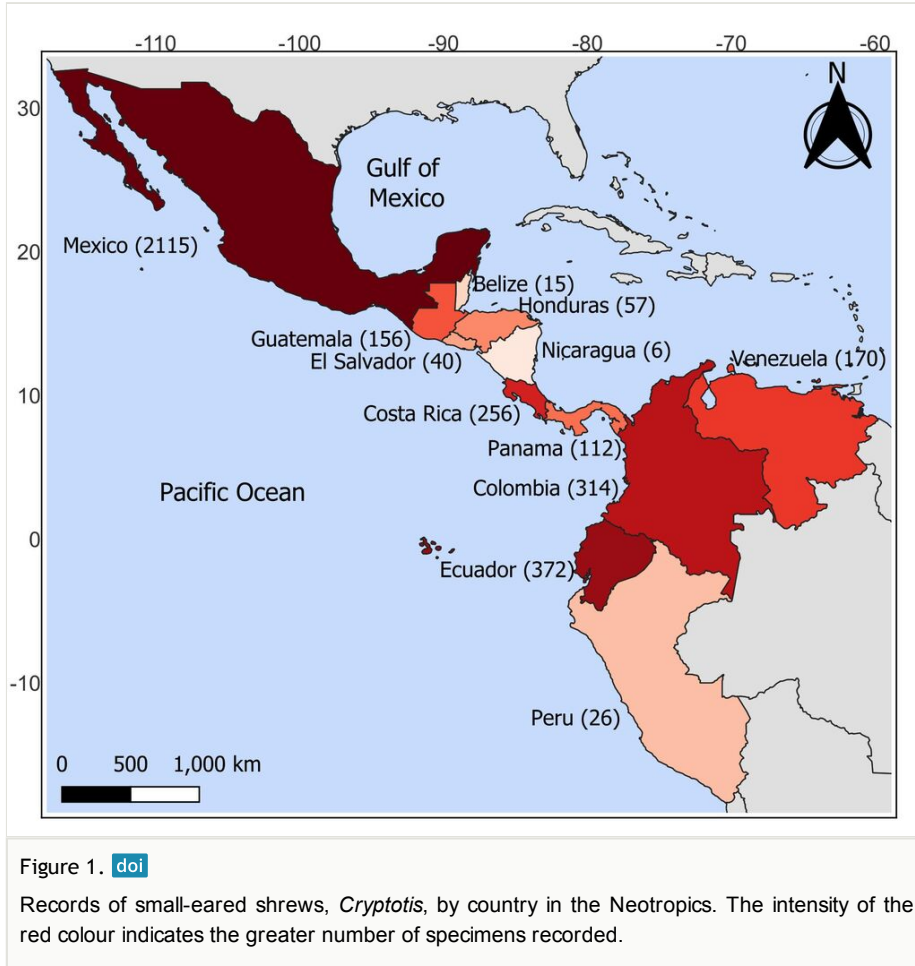 -110 -100 -90 -80 -70 -60
N
30
Gulf of
Mexico
Mexico (2115)
20
Belize (15)
Honduras (57)
Guatemala (156)
Nicaragua (6)
El Salvador (40)
Venezuela (170)
10
Costa Rica (256)
Panama (112)
Colombia (314)
Pacific Ocean
0
Ecuador (372)
-10
Peru (26)
0 500 1,000 km
Figure 1. doi
Records of small-eared shrews, Cryptotis, by country in the Neotropics. The intensity of the
red colour indicates the greater number of specimens recorded.